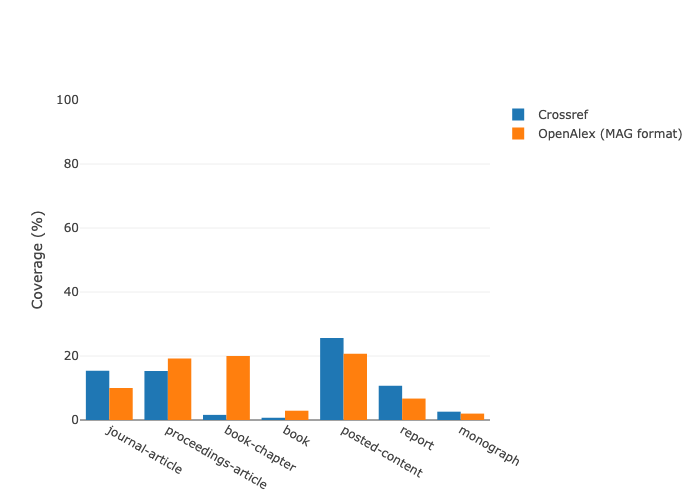 100
80
60
40
20
0
Coverage (%)
journal-article
proceedings-article
book-chapter
book
posted-content
report
monograph
Crossref
OpenAlex (MAG format)